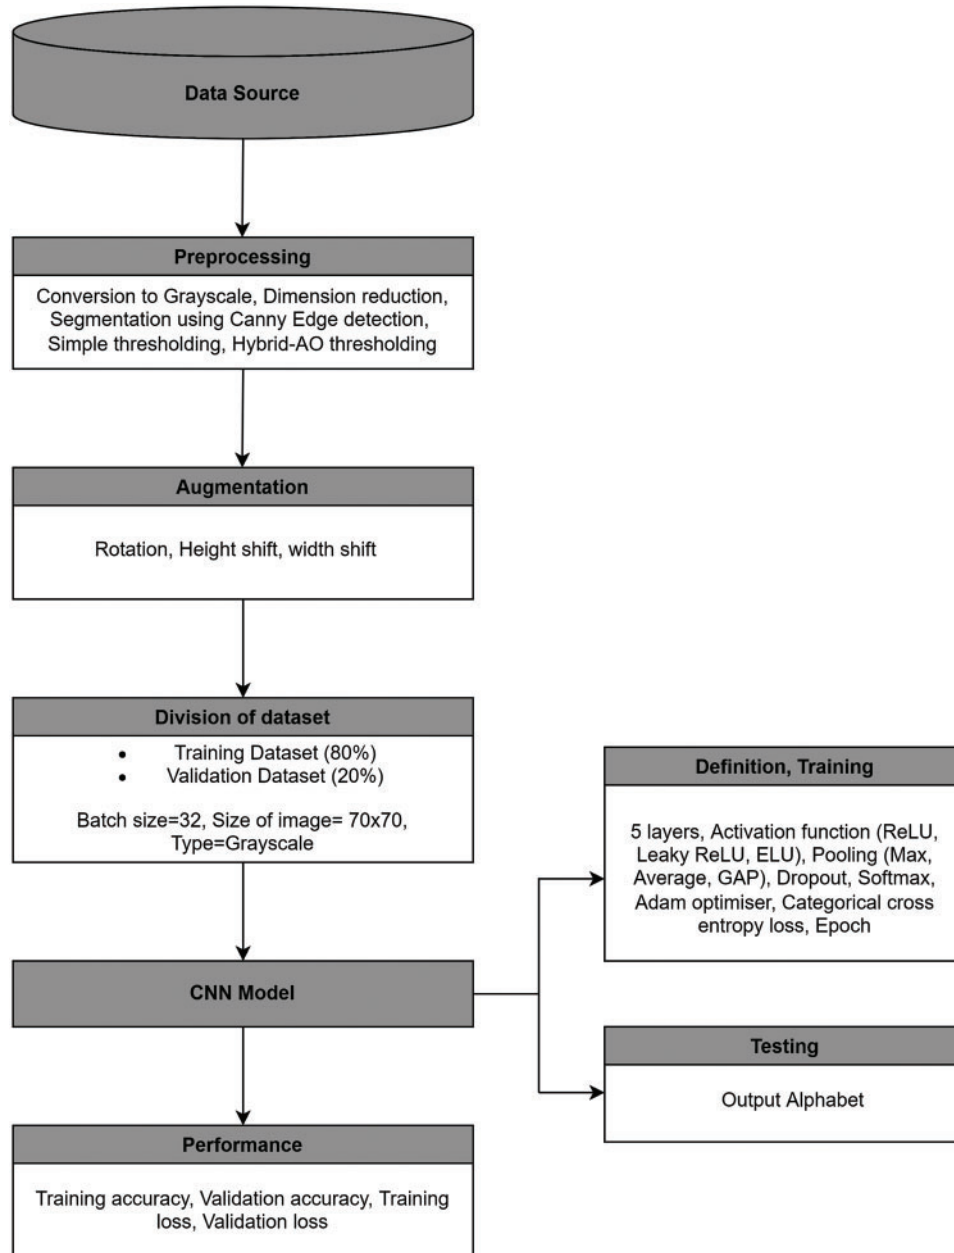 Data Source
Preprocessing
Conversion to Grayscale, Dimension reduction,
Segmentation using Canny Edge detection,
Simple thresholding, Hybrid-AO thresholding
Augmentation
Rotation, Height shift, width shift
Division of dataset
• Training Dataset (80%)
• Validation Dataset (20%)
Batch size=32, Size of image= 70x70,
Type=Grayscale
CNN Model
Definition, Training
5 layers, Activation function (ReLU,
Leaky ReLU, ELU), Pooling (Max,
Average, GAP), Dropout, Softmax,
Adam optimiser, Categorical cross
entropy loss, Epoch
Testing
Output Alphabet
Performance
Training accuracy, Validation accuracy, Training
loss, Validation loss